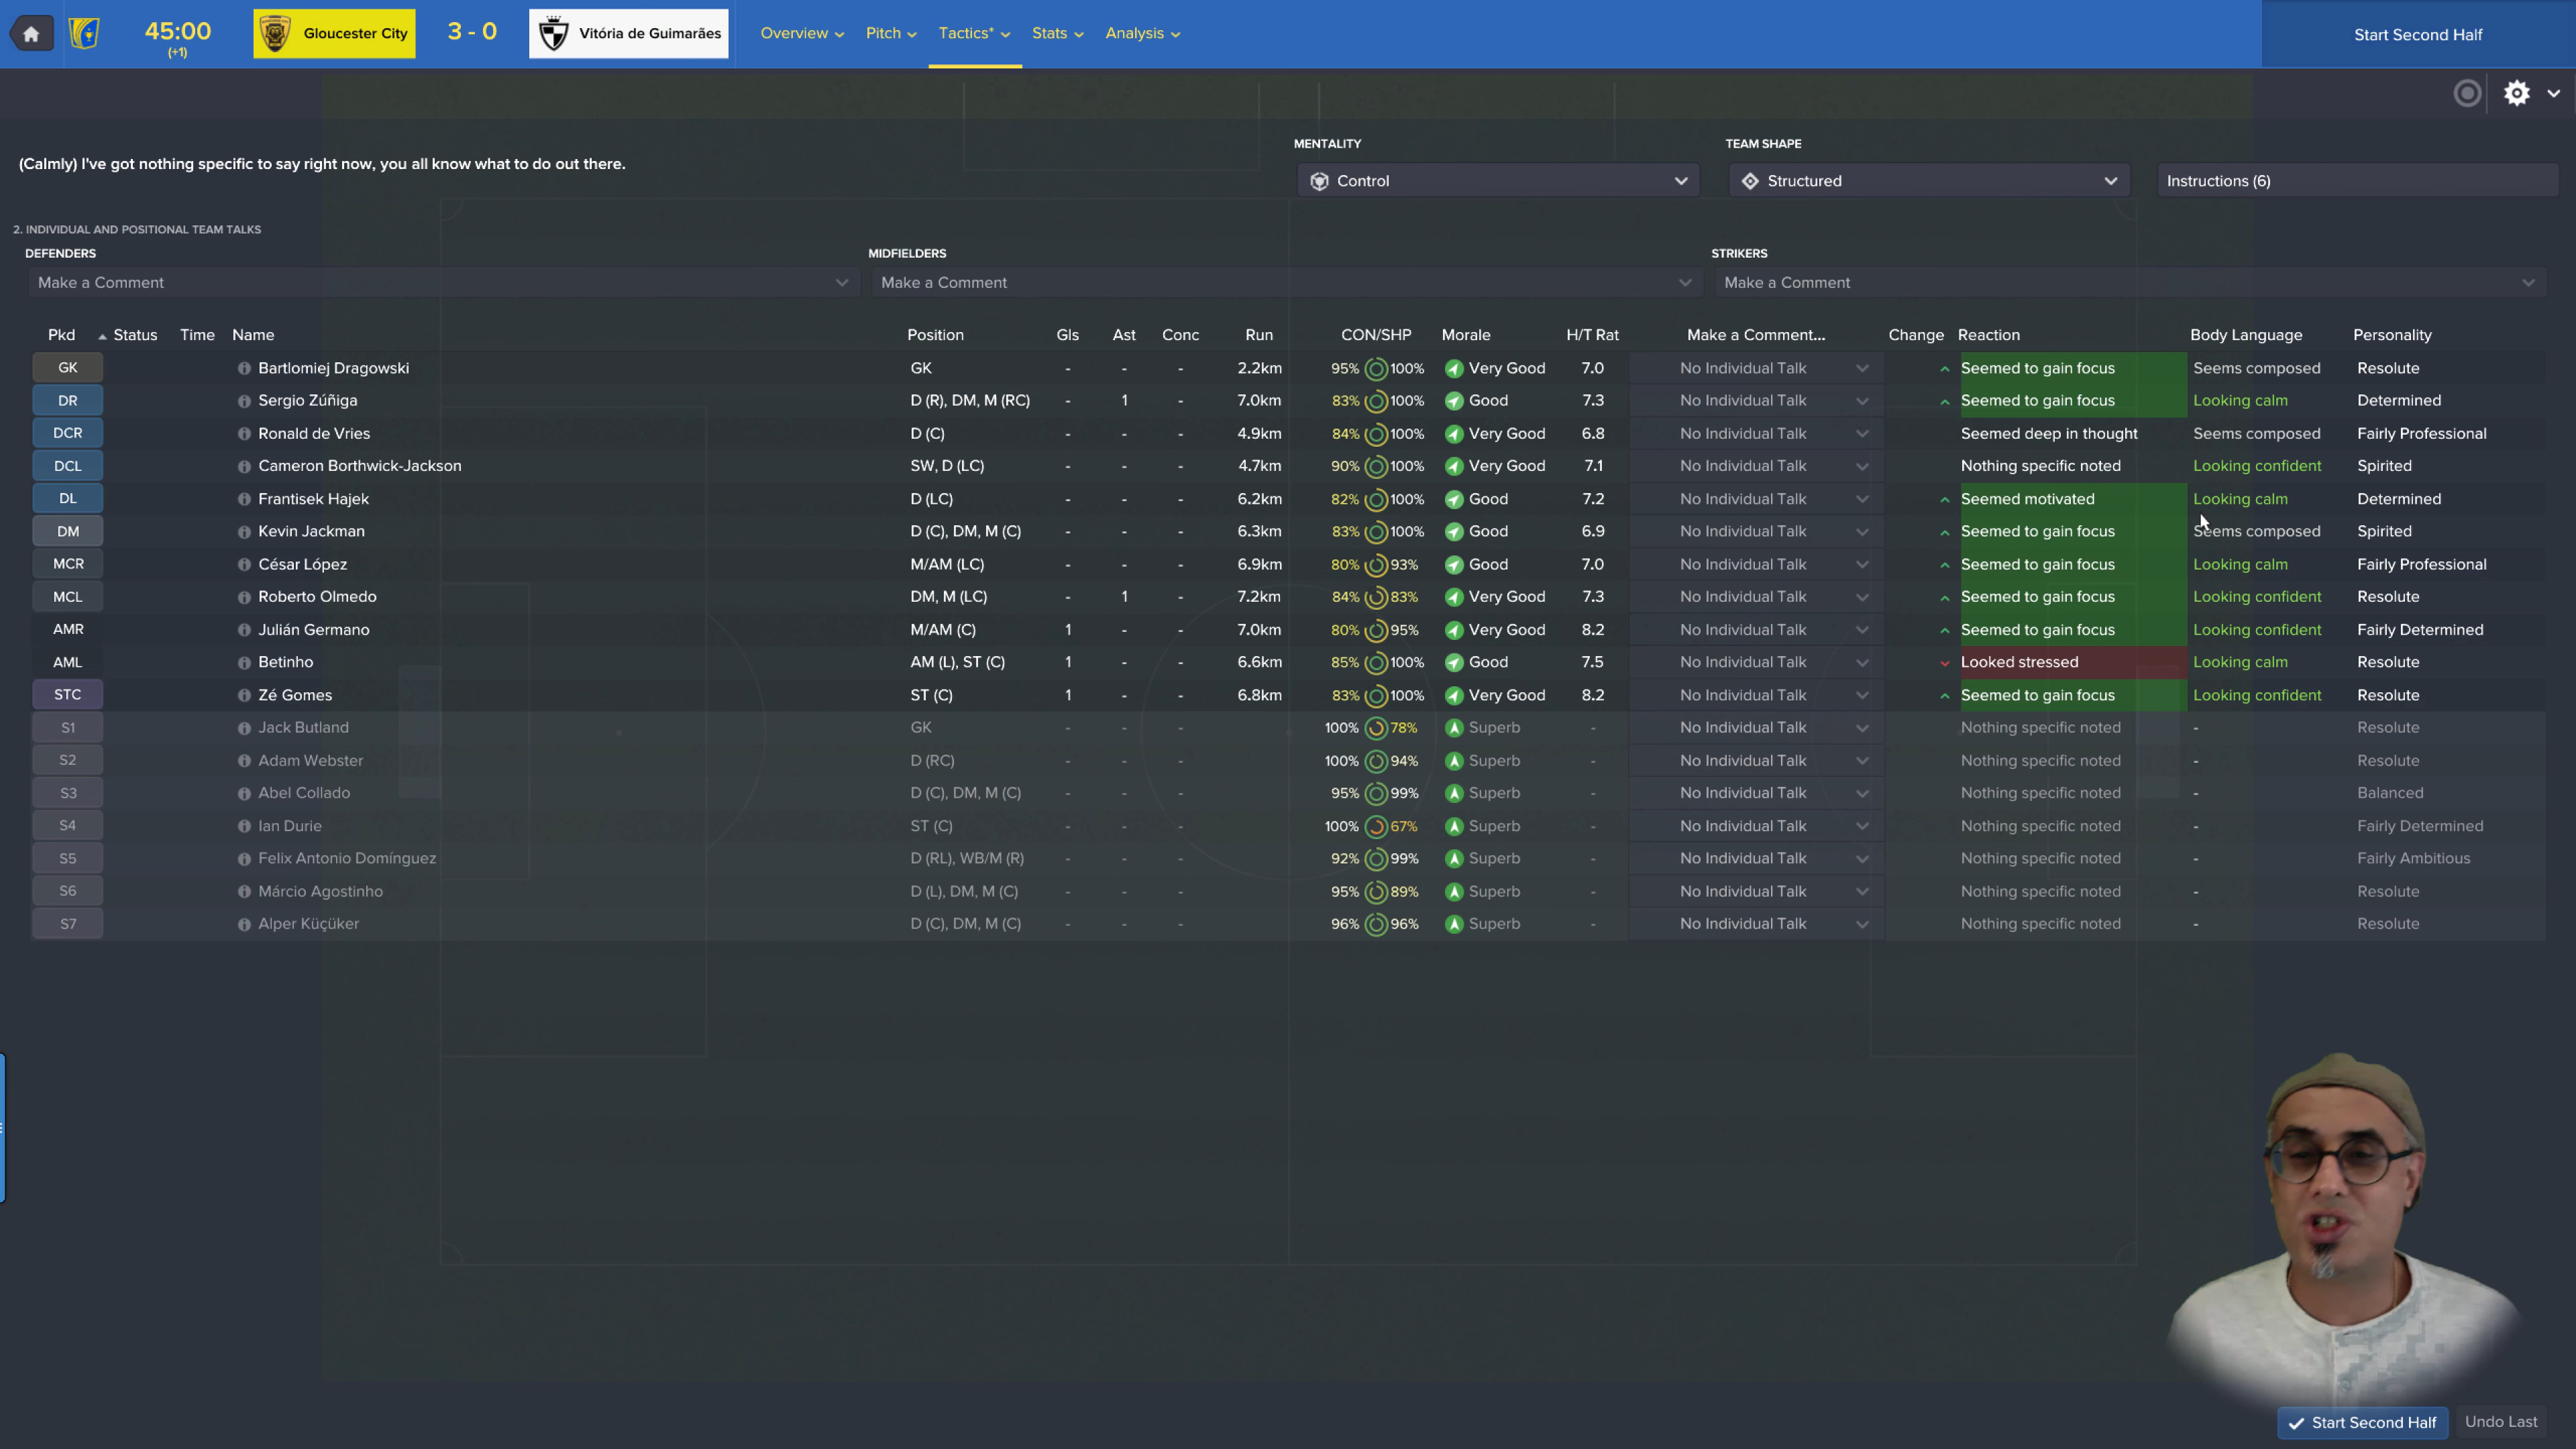 45:00
(+1)
Gloucester City
3 - 0
Vitória de Guimarães
Overview
Pitch
Tactics*
Stats
Analysis
Start Second Half
(Calmly) I've got nothing specific to say right now, you all know what to do out there.
MENTALITY
Control
TEAM SHAPE
Structured
Instructions (6)
2. INDIVIDUAL AND POSITIONAL TEAM TALKS
DEFENDERS MIDFIELDERS STRIKERS
Make a Comment Make a Comment Make a Comment
Pkd Status Time Name Position Gls Ast Conc Run CON/SHP Morale H/T Rat Make a Comment... Change Reaction Body Language Personality
GK Bartlomiej Dragowski GK - - - 2.2km 95% 100% Very Good 7.0 No Individual Talk Seemed to gain focus Seems composed Resolute
DR Sergio Zúñiga D (R), DM, M (RC) - 1 - 7.0km 83% 100% Good 7.3 No Individual Talk Seemed to gain focus Looking calm Determined
DCR Ronald de Vries D (C) - - - 4.9km 84% 100% Very Good 6.8 No Individual Talk Seemed deep in thought Seems composed Fairly Professional
DCL Cameron Borthwick-Jackson SW, D (LC) - - - 4.7km 90% 100% Very Good 7.1 No Individual Talk Nothing specific noted Looking confident Spirited
DL Frantisek Hajek D (LC) - - - 6.2km 82% 100% Good 7.2 No Individual Talk Seemed motivated Looking calm Determined
DM Kevin Jackman D (C), DM, M (C) - - - 6.3km 83% 100% Good 6.9 No Individual Talk Seemed to gain focus Seems composed Spirited
MCR César López M/AM (LC) - - - 6.9km 80% 93% Good 7.0 No Individual Talk Seemed to gain focus Looking calm Fairly Professional
MCL Roberto Olmedo DM, M (LC) - 1 - 7.2km 84% 83% Very Good 7.3 No Individual Talk Seemed to gain focus Looking confident Resolute
AMR Julián Germano M/AM (C) 1 - - 7.0km 80% 95% Very Good 8.2 No Individual Talk Seemed to gain focus Looking confident Fairly Determined
AML Betinho AM (L), ST (C) 1 - - 6.6km 85% 100% Good 7.5 No Individual Talk Looked stressed Looking calm Resolute
STC Zé Gomes ST (C) 1 - - 6.8km 83% 100% Very Good 8.2 No Individual Talk Seemed to gain focus Looking confident Resolute
S1 Jack Butland GK - - - 100% 78% Superb - No Individual Talk Nothing specific noted - Resolute
S2 Adam Webster D (RC) - - - 100% 94% Superb - No Individual Talk Nothing specific noted - Resolute
S3 Abel Collado D (C), DM, M (C) - - - 95% 99% Superb - No Individual Talk Nothing specific noted - Balanced
S4 Ian Durie ST (C) - - - 100% 67% Superb - No Individual Talk Nothing specific noted - Fairly Determined
S5 Felix Antonio Domínguez D (RL), WB/M (R) - - - 92% 99% Superb - No Individual Talk Nothing specific noted - Fairly Ambitious
S6 Márcio Agostinho D (L), DM, M (C) - - - 95% 89% Superb - No Individual Talk Nothing specific noted - Resolute
S7 Alper Küçüker D (C), DM, M (C) - - - 96% 96% Superb - No Individual Talk Nothing specific noted - Resolute
Start Second Half
Undo Last